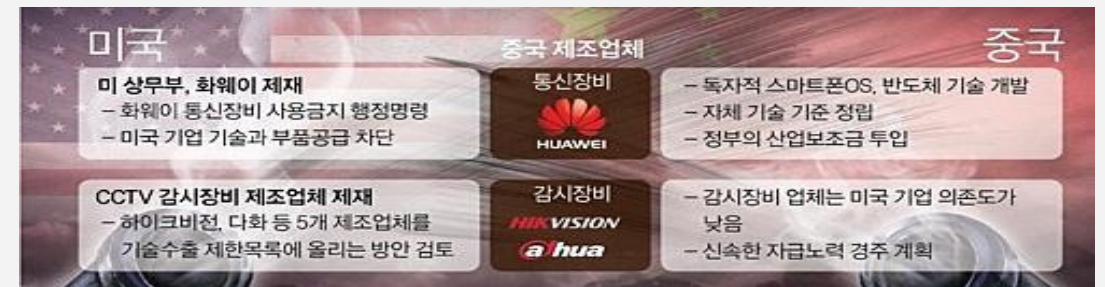 미국
중국 제조업체
중국
미 상무부, 화웨이 제재
– 화웨이 통신장비 사용금지 행정명령
– 미국 기업 기술과 부품공급 차단
통신장비
HUAWEI
– 독자적 스마트폰OS, 반도체 기술 개발
– 자체 기술 기준 정립
– 정부의 산업보조금 투입
CCTV 감시장비 제조업체 제재
– 하이크비전, 다화 등 5개 제조업체를
기술수출 제한목록에 올리는 방안 검토
감시장비
HIKVISION
alhua
– 감시장비 업체는 미국 기업 의존도가
낮음
– 신속한 자급노력 경주 계획